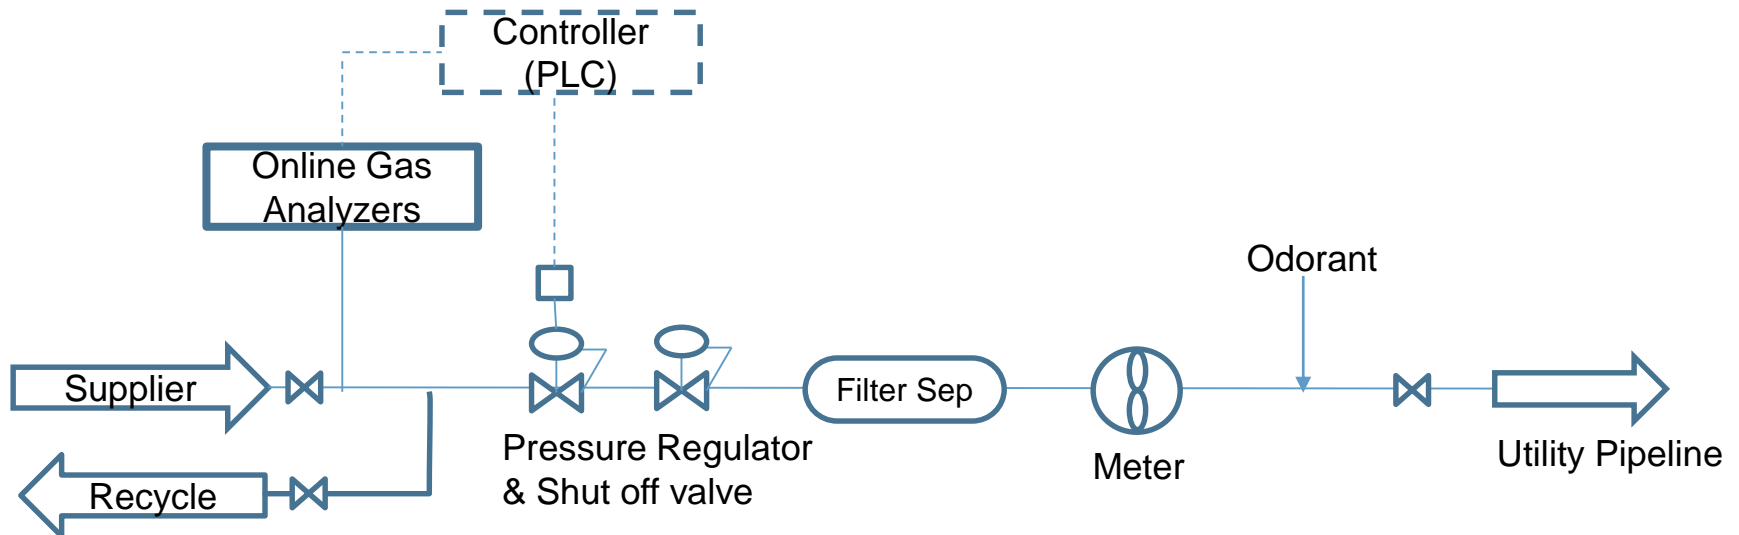 Controller
(PLC)
Online Gas
Analyzers
Odorant
Supplier
Filter Sep
Pressure Regulator
& Shut off valve
Meter
Utility Pipeline
Recycle